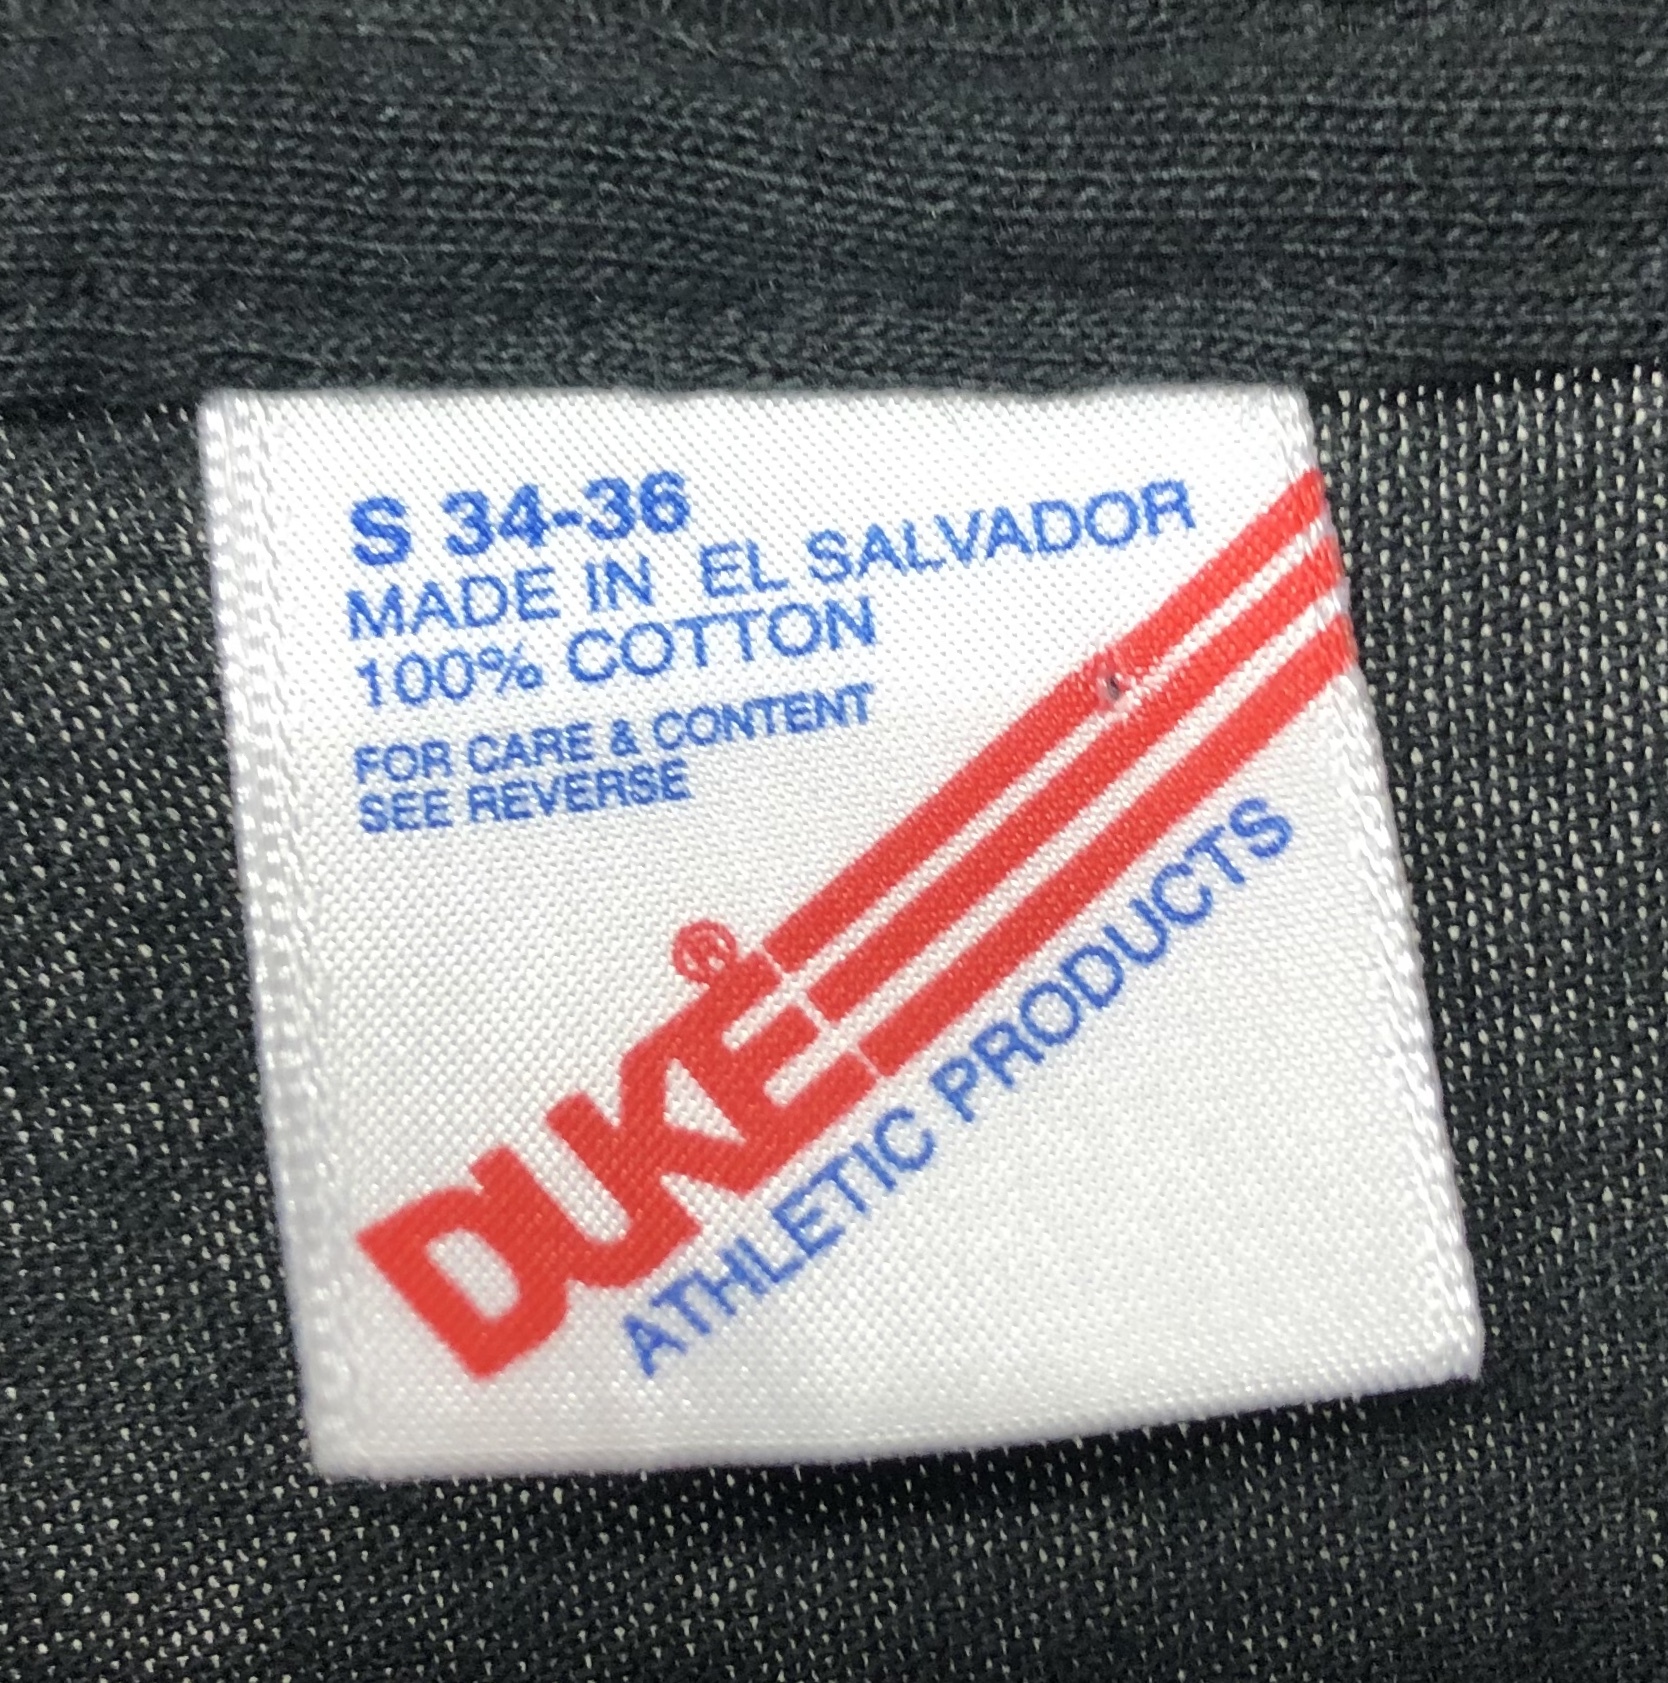 S 34-36
MADE IN EL SALVADOR
100% COTTON
FOR CARE & CONTENT
SEE REVERSE
DUKE®
ATHLETIC PRODUCTS